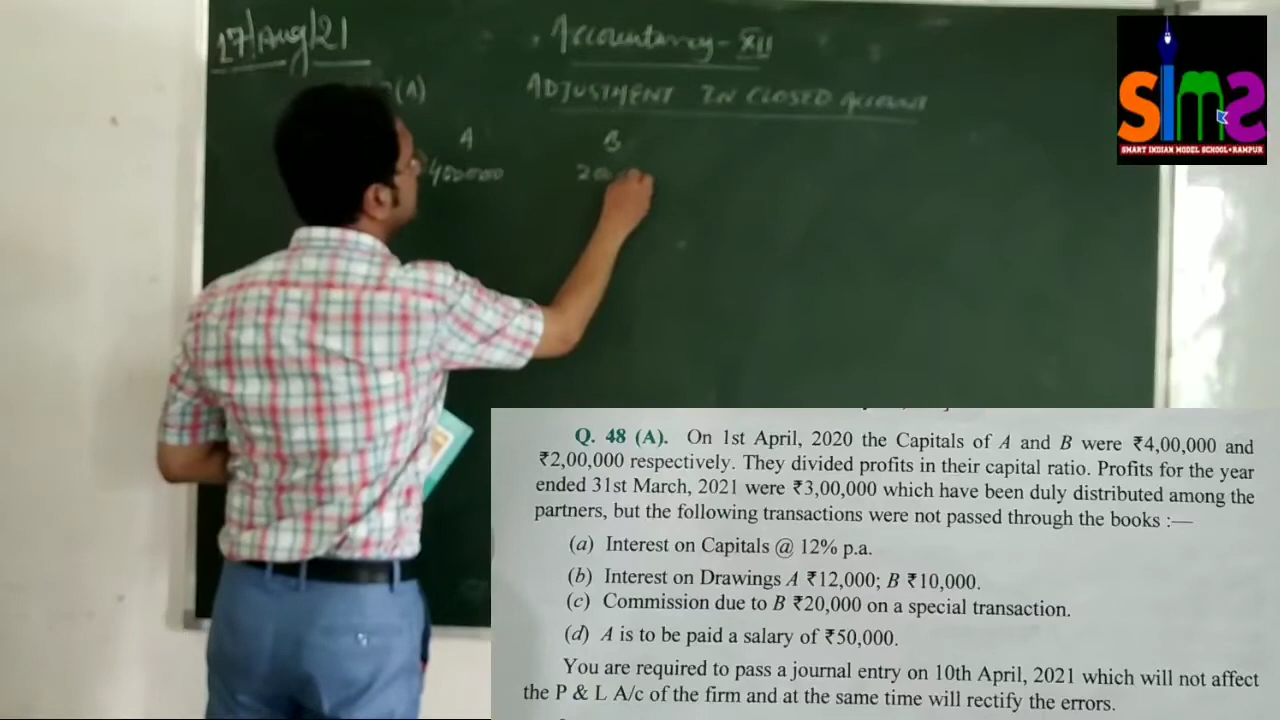 17/Aug/21
Accountancy - XII
(A)
ADJUSTMENT IN CLOSED ACCOUNT
A B
400000 20
SIMS
SMART INDIAN MODEL SCHOOL•RAMPUR
Q. 48 (A). On 1st April, 2020 the Capitals of A and B were ₹4,00,000 and
₹2,00,000 respectively. They divided profits in their capital ratio. Profits for the year
ended 31st March, 2021 were ₹3,00,000 which have been duly distributed among the
partners, but the following transactions were not passed through the books :—
(a) Interest on Capitals @ 12% p.a.
(b) Interest on Drawings A ₹12,000; B ₹10,000.
(c) Commission due to B ₹20,000 on a special transaction.
(d) A is to be paid a salary of ₹50,000.
You are required to pass a journal entry on 10th April, 2021 which will not affect
the P & L A/c of the firm and at the same time will rectify the errors.